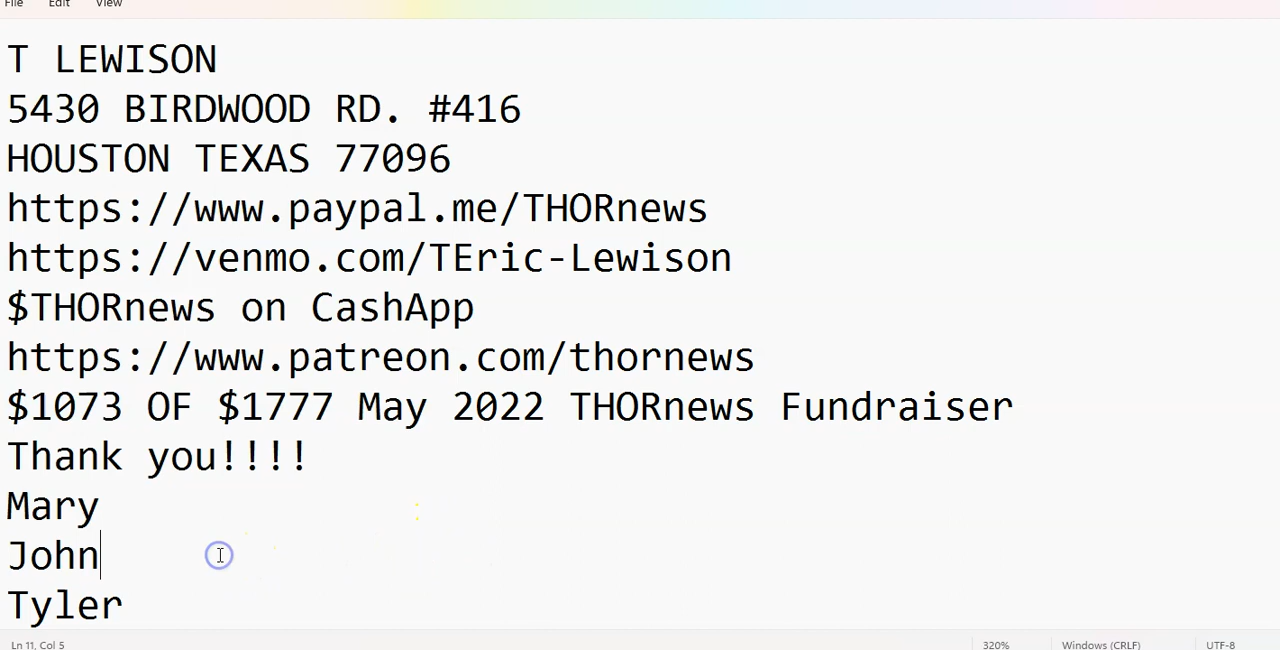 File Edit View
T LEWISON
5430 BIRDWOOD RD. #416
HOUSTON TEXAS 77096
https://www.paypal.me/THORnews
https://venmo.com/TEric-Lewison
$THORnews on CashApp
https://www.patreon.com/thornews
$1073 OF $1777 May 2022 THORnews Fundraiser
Thank you!!!!
Mary
John
Tyler
Ln 11, Col 5 320% Windows (CRLF) UTF-8